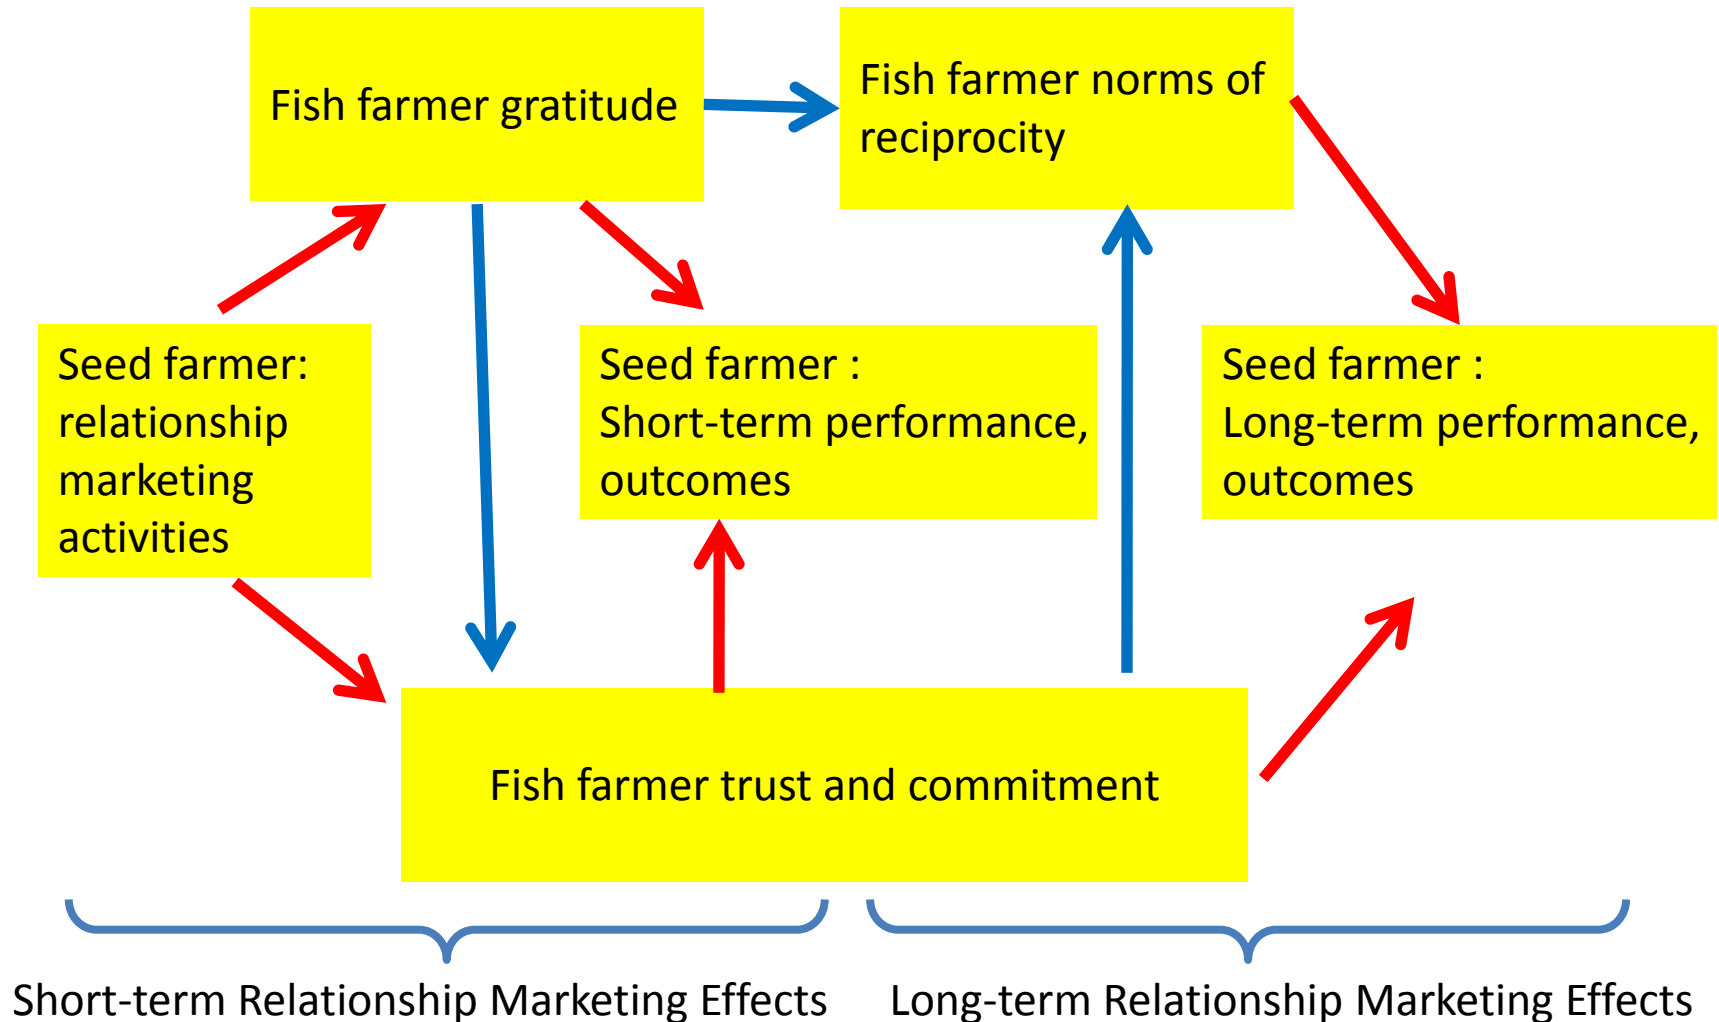 Fish farmer gratitude
Fish farmer norms of
reciprocity
Seed farmer:
relationship
marketing
activities
Seed farmer :
Short-term performance,
outcomes
Seed farmer :
Long-term performance,
outcomes
Fish farmer trust and commitment
Short-term Relationship Marketing Effects
Long-term Relationship Marketing Effects